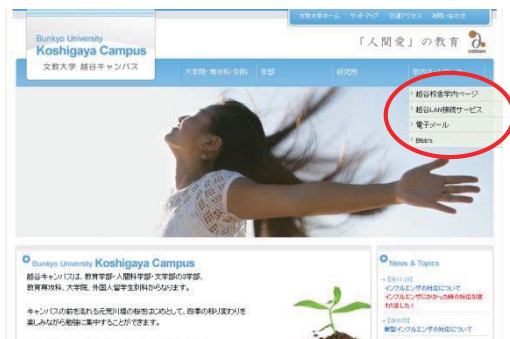 文教大学ホーム サイトマップ 交通アクセス お問い合わせ
Bunkyo University
Koshigaya Campus
文教大学 越谷キャンパス
「人間愛」の教育
大学院・専攻科・別科 学部 研究所
越谷校舎学内ページ
越谷LAN接続サービス
電子メール
Bibb's
Bunkyo University Koshigaya Campus
越谷キャンパスは、教育学部・人間科学部・文学部の3学部、
教育専攻科、大学院、外国人留学生別科からなります。
キャンパスの前を流れる元荒川堤の桜をはじめとして、四季の移り変わりを
楽しみながら勉強に集中することができます。
News & Topics
インフルエンザの対応について
インフルエンザにかかった時の対応が変
わりました!
新型インフルエンザの対応について